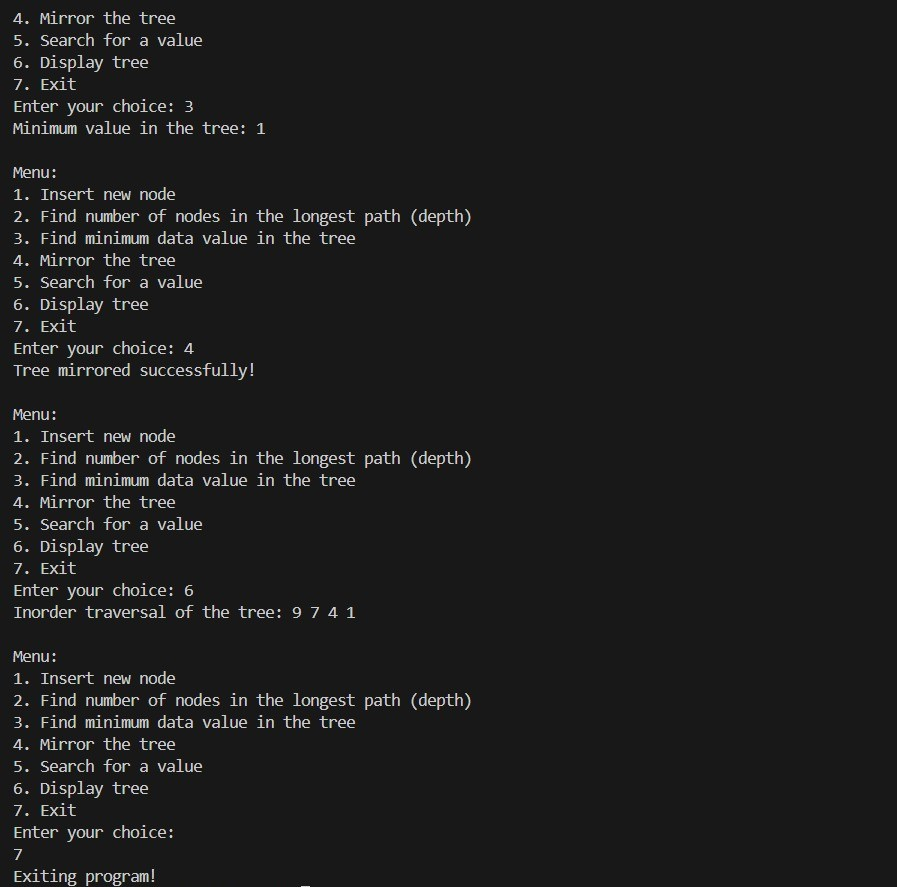 4. Mirror the tree
5. Search for a value
6. Display tree
7. Exit
Enter your choice: 3
Minimum value in the tree: 1
Menu:
1. Insert new node
2. Find number of nodes in the longest path (depth)
3. Find minimum data value in the tree
4. Mirror the tree
5. Search for a value
6. Display tree
7. Exit
Enter your choice: 4
Tree mirrored successfully!
Menu:
1. Insert new node
2. Find number of nodes in the longest path (depth)
3. Find minimum data value in the tree
4. Mirror the tree
5. Search for a value
6. Display tree
7. Exit
Enter your choice: 6
Inorder traversal of the tree: 9 7 4 1
Menu:
1. Insert new node
2. Find number of nodes in the longest path (depth)
3. Find minimum data value in the tree
4. Mirror the tree
5. Search for a value
6. Display tree
7. Exit
Enter your choice:
7
Exiting program!